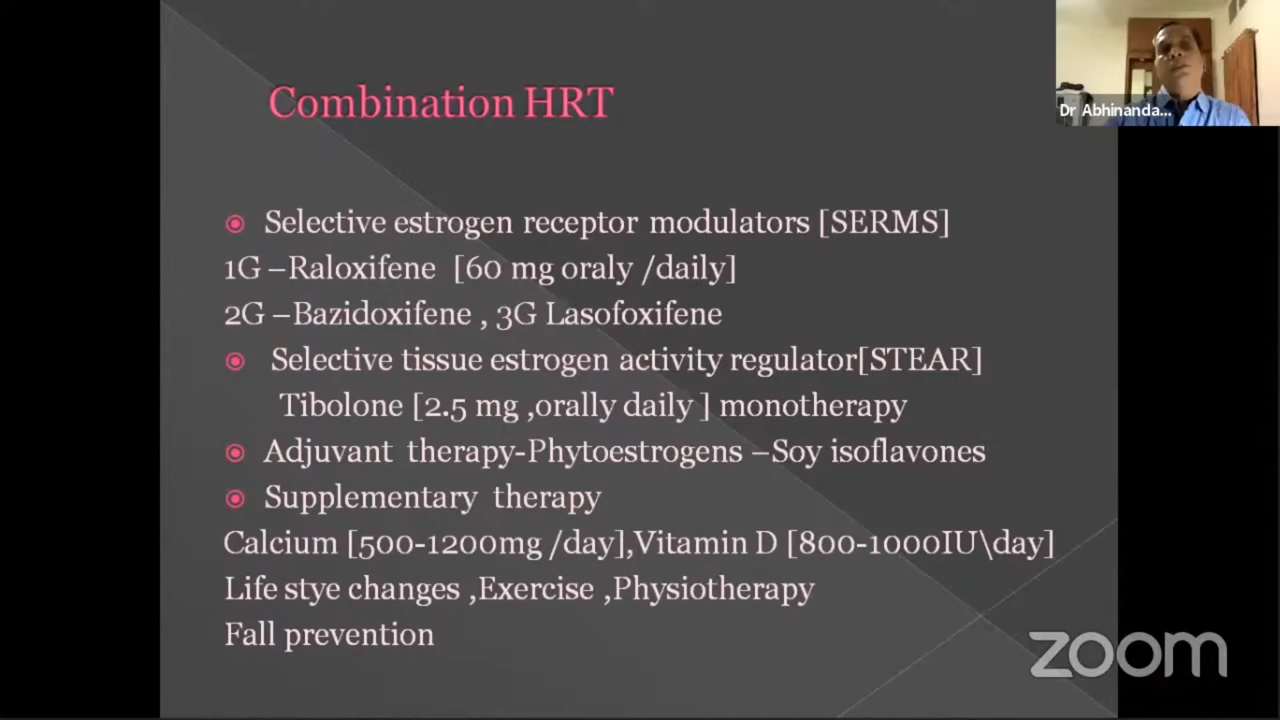 Combination HRT
Dr Abhinanda...
Selective estrogen receptor modulators [SERMS]
1G –Raloxifene [60 mg oraly /daily]
2G –Bazidoxifene , 3G Lasofoxifene
Selective tissue estrogen activity regulator[STEAR]
Tibolone [2.5 mg ,orally daily ] monotherapy
Adjuvant therapy-Phytoestrogens –Soy isoflavones
Supplementary therapy
Calcium [500-1200mg /day],Vitamin D [800-1000IU\day]
Life stye changes ,Exercise ,Physiotherapy
Fall prevention
zoom